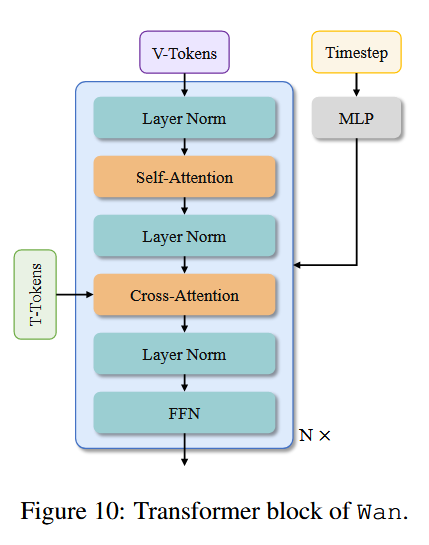 V-Tokens
Timestep
Layer Norm
MLP
Self-Attention
Layer Norm
T-Tokens
Cross-Attention
Layer Norm
FFN
N ×
Figure 10: Transformer block of Wan.